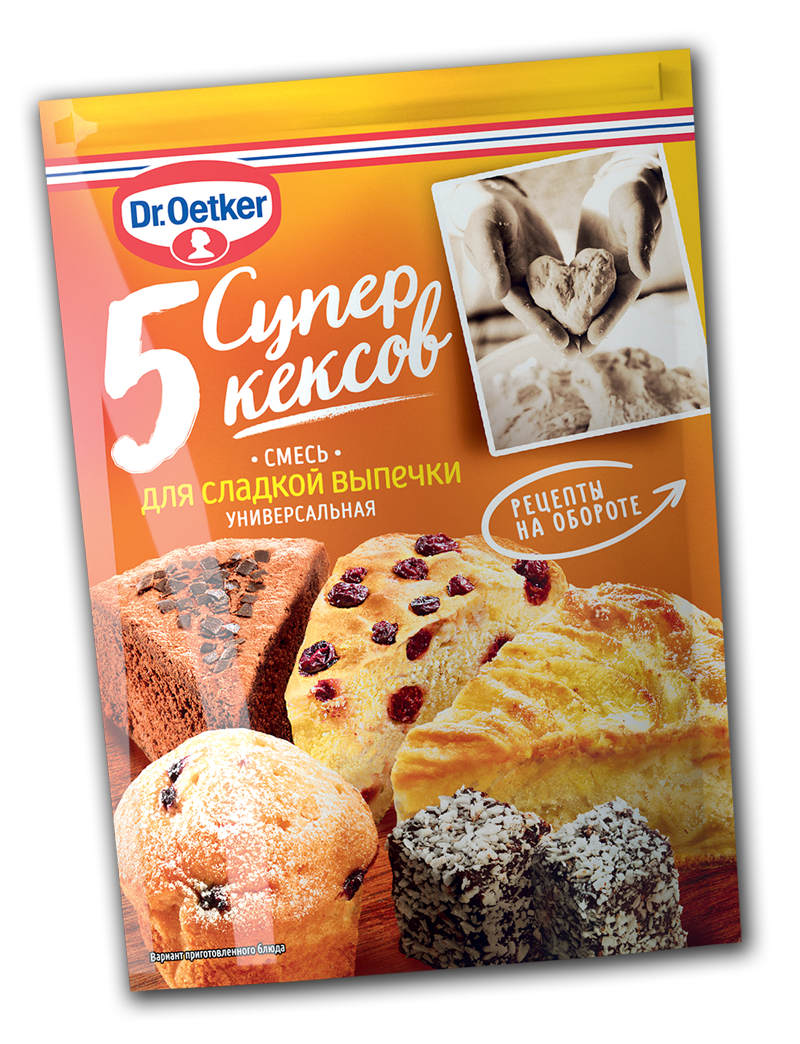 Dr.Oetker
5 Супер
кексов
• СМЕСЬ •
для сладкой выпечки
УНИВЕРСАЛЬНАЯ
РЕЦЕПТЫ
НА ОБОРОТЕ
Вариант приготовленного блюда